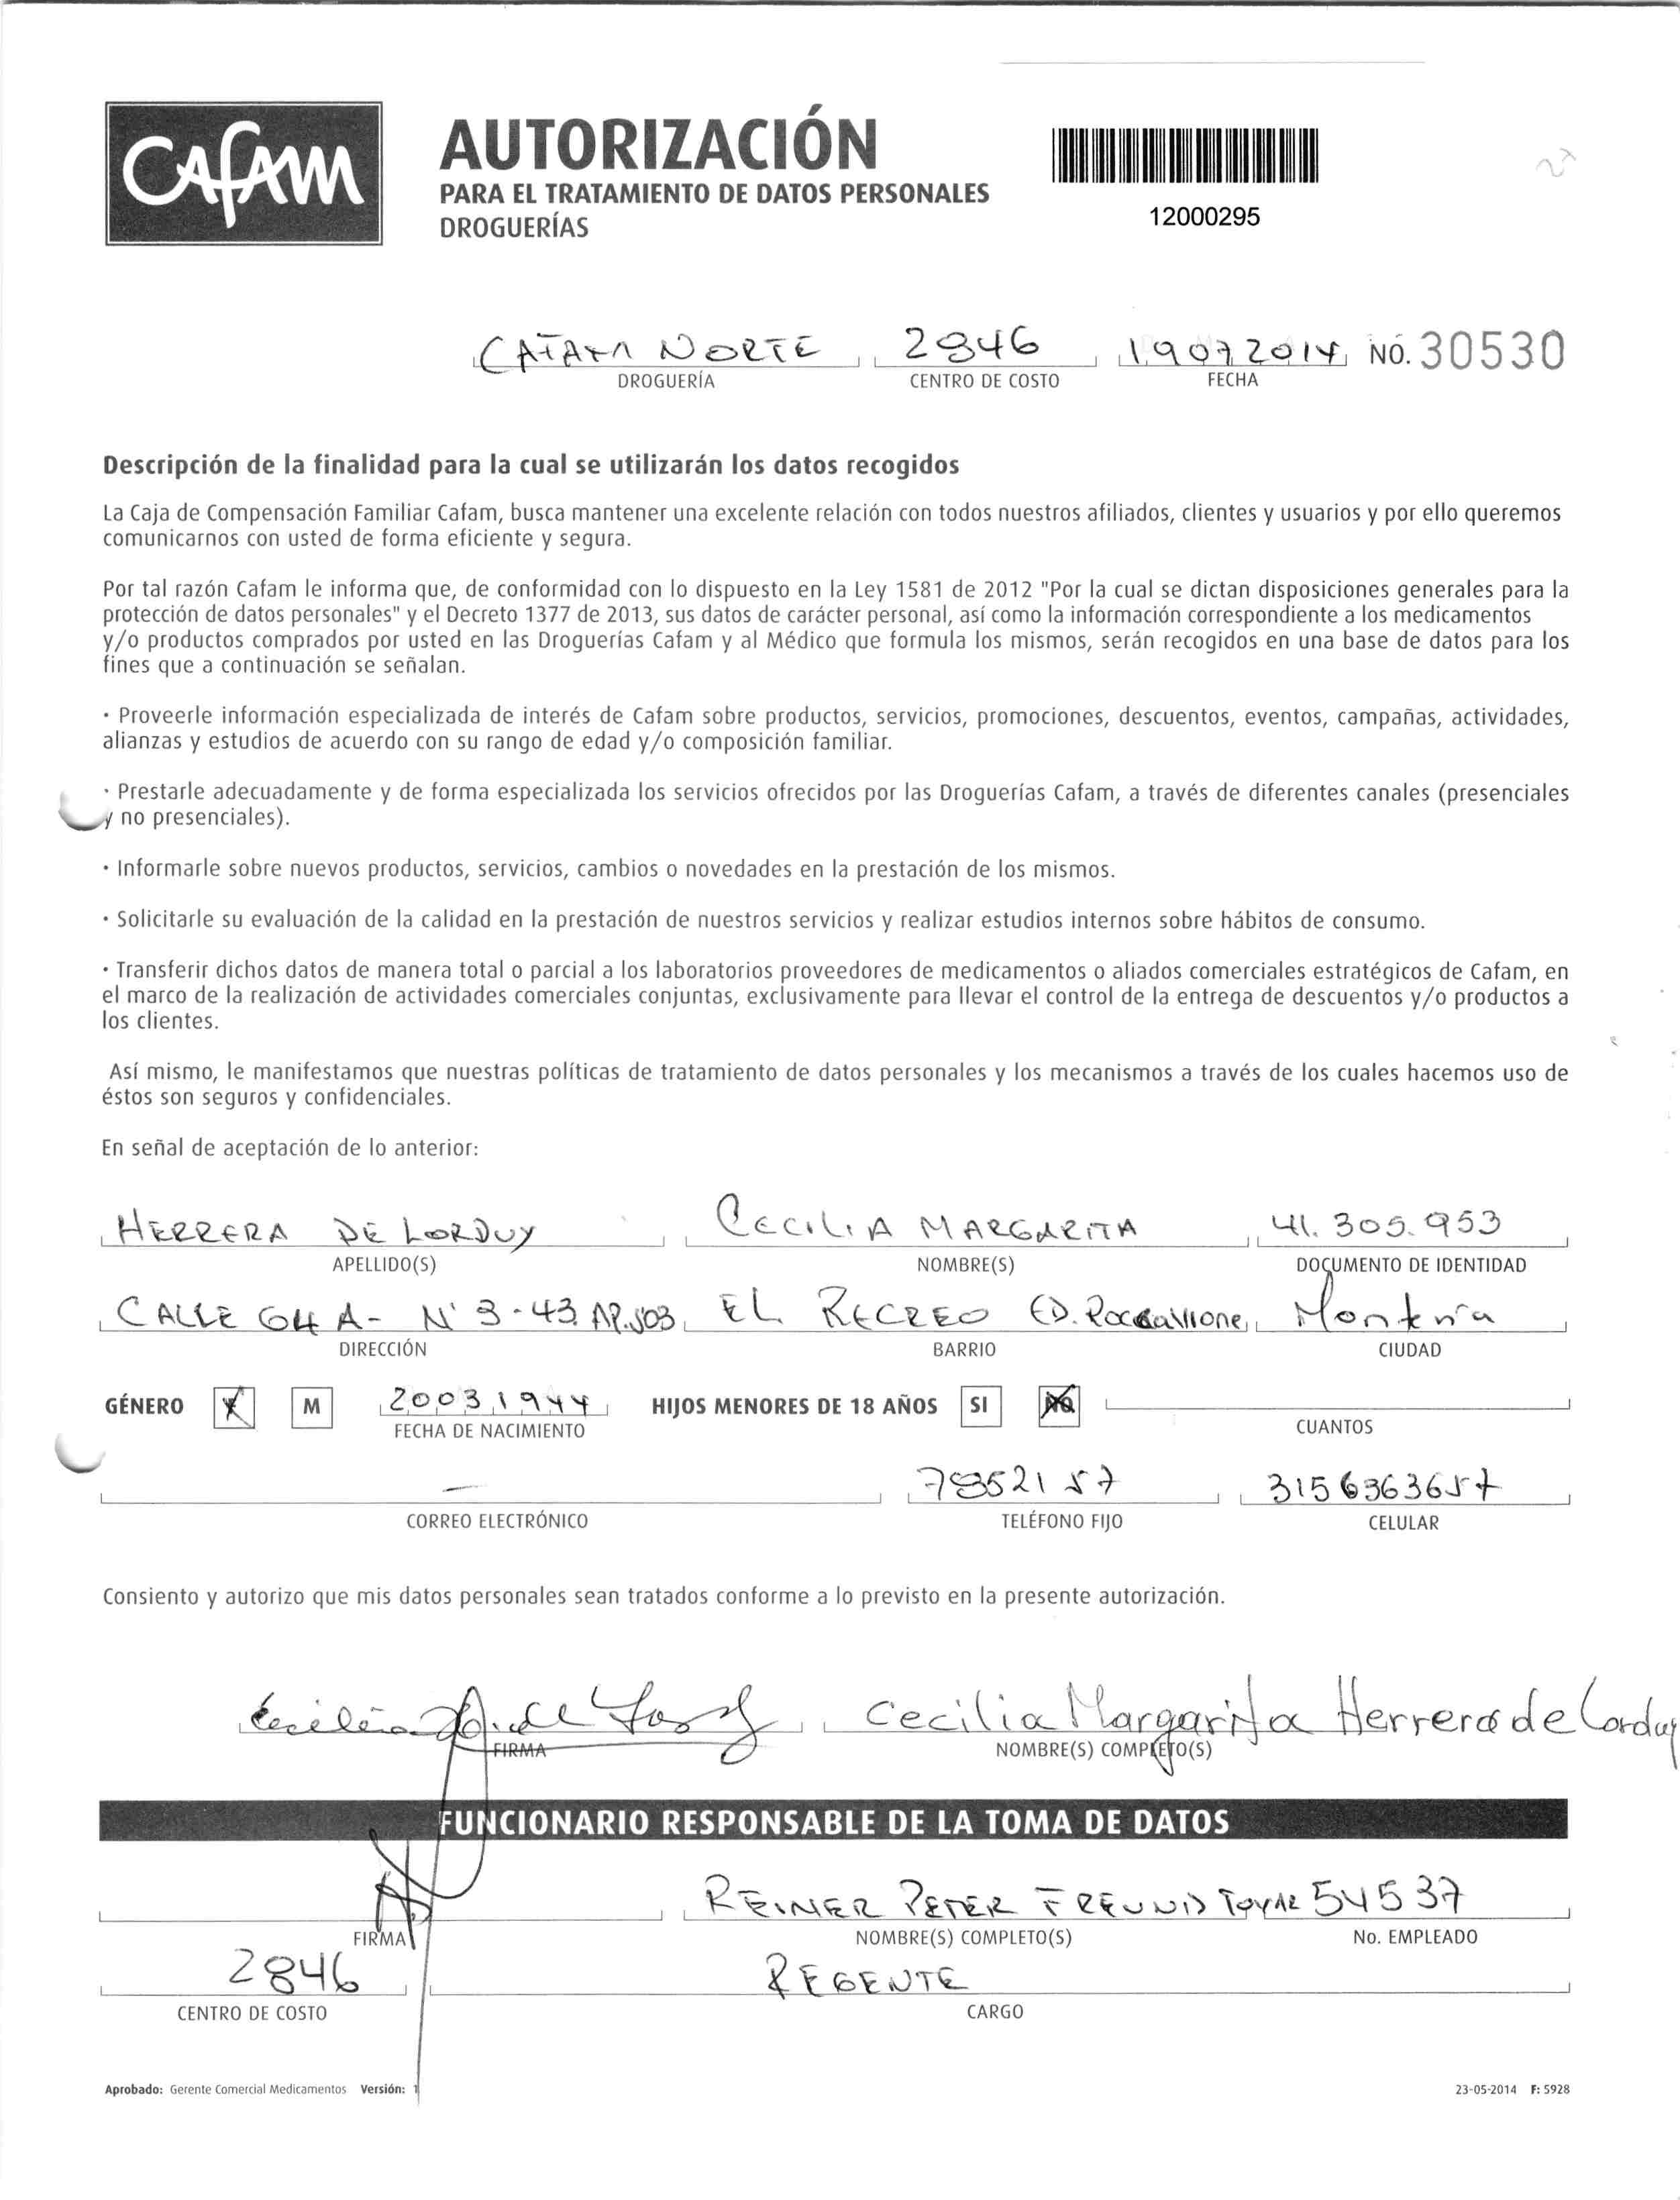 Cafam
AUTORIZACIÓN
PARA EL TRATAMIENTO DE DATOS PERSONALES
DROGUERÍAS
12000295
CAFAM NORTE 2846 19072014 NO. 30530
DROGUERÍA CENTRO DE COSTO FECHA
Descripción de la finalidad para la cual se utilizarán los datos recogidos
La Caja de Compensación Familiar Cafam, busca mantener una excelente relación con todos nuestros afiliados, clientes y usuarios y por ello queremos
comunicarnos con usted de forma eficiente y segura.
Por tal razón Cafam le informa que, de conformidad con lo dispuesto en la Ley 1581 de 2012 "Por la cual se dictan disposiciones generales para la
protección de datos personales" y el Decreto 1377 de 2013, sus datos de carácter personal, así como la información correspondiente a los medicamentos
y/o productos comprados por usted en las Droguerías Cafam y al Médico que formula los mismos, serán recogidos en una base de datos para los
fines que a continuación se señalan.
· Proveerle información especializada de interés de Cafam sobre productos, servicios, promociones, descuentos, eventos, campañas, actividades,
alianzas y estudios de acuerdo con su rango de edad y/o composición familiar.
· Prestarle adecuadamente y de forma especializada los servicios ofrecidos por las Droguerías Cafam, a través de diferentes canales (presenciales
y no presenciales).
· Informarle sobre nuevos productos, servicios, cambios o novedades en la prestación de los mismos.
· Solicitarle su evaluación de la calidad en la prestación de nuestros servicios y realizar estudios internos sobre hábitos de consumo.
· Transferir dichos datos de manera total o parcial a los laboratorios proveedores de medicamentos o aliados comerciales estratégicos de Cafam, en
el marco de la realización de actividades comerciales conjuntas, exclusivamente para llevar el control de la entrega de descuentos y/o productos a
los clientes.
Así mismo, le manifestamos que nuestras políticas de tratamiento de datos personales y los mecanismos a través de los cuales hacemos uso de
éstos son seguros y confidenciales.
En señal de aceptación de lo anterior:
HERRERA DE LORDUY CECILIA MARGARITA 41.305.953
APELLIDO(S) NOMBRE(S) DOCUMENTO DE IDENTIDAD
CALLE 64 A- N° 3-43 AP.503 EL RECREO ED. Montería
DIRECCIÓN BARRIO CIUDAD
GÉNERO M 20031944 HIJOS MENORES DE 18 AÑOS SI NO
FECHA DE NACIMIENTO CUANTOS
— 7852157 3156363657
CORREO ELECTRÓNICO TELÉFONO FIJO CELULAR
Consiento y autorizo que mis datos personales sean tratados conforme a lo previsto en la presente autorización.
Cecilia Margarita Herrera de Lorduy
FIRMA NOMBRE(S) COMPLETO(S)
FUNCIONARIO RESPONSABLE DE LA TOMA DE DATOS
REINER PETER FREUND 54537
FIRMA NOMBRE(S) COMPLETO(S) No. EMPLEADO
2846 REGENTE
CENTRO DE COSTO CARGO
Aprobado: Gerente Comercial Medicamentos Versión: 1 23-05-2014 F: 5928